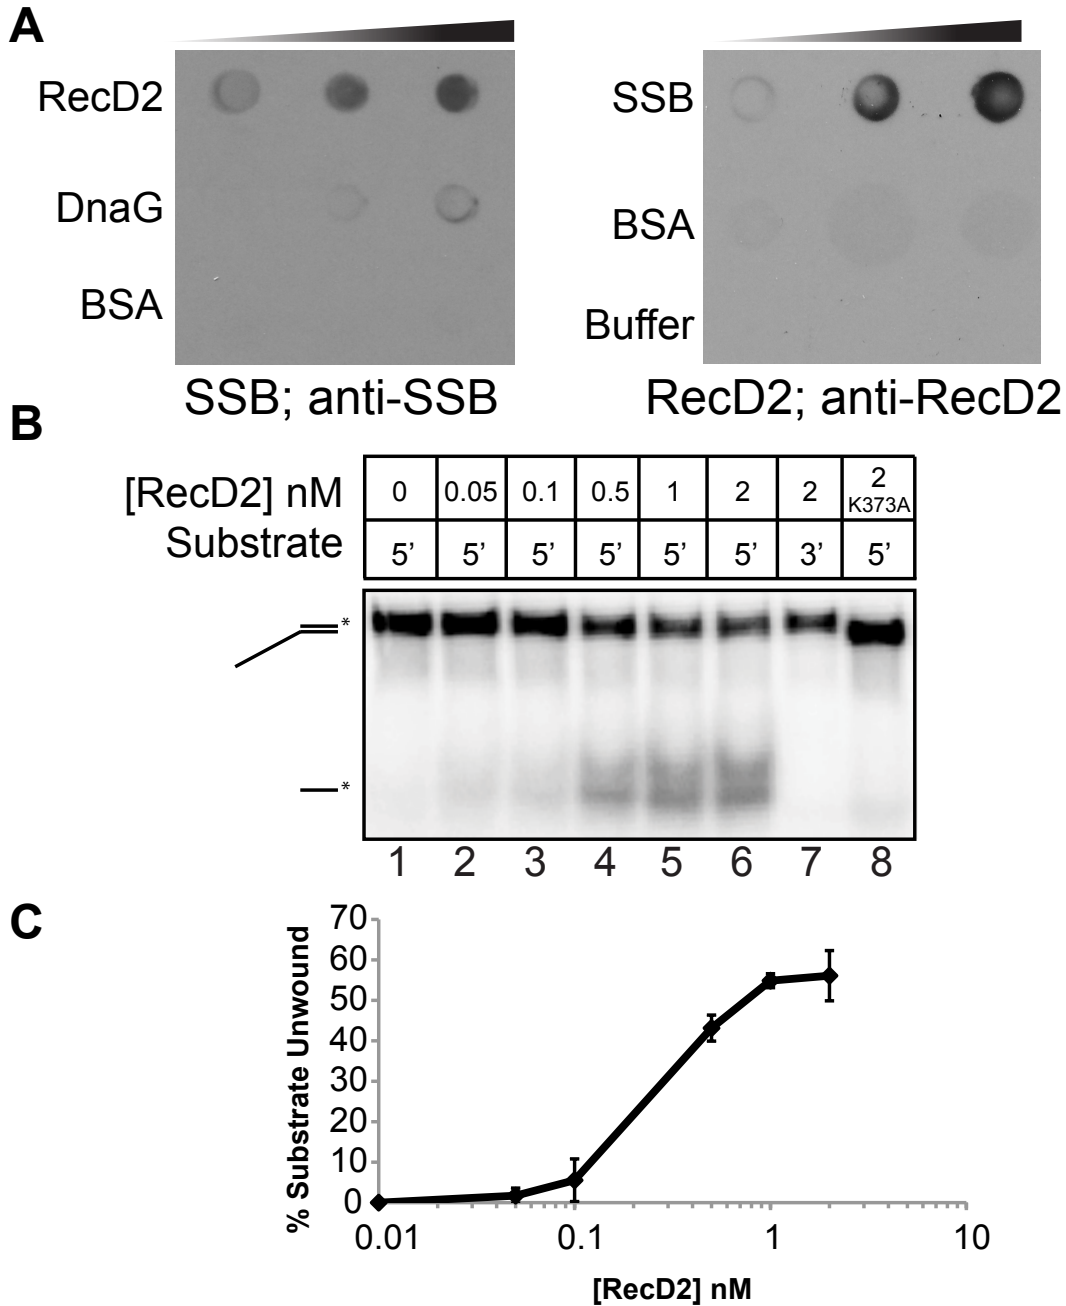 A
RecD2
DnaG
BSA
SSB; anti-SSB
SSB
BSA
Buffer
RecD2; anti-RecD2
B
[RecD2] nM 0 0.05 0.1 0.5 1 2 2 2 K373A
Substrate 5’ 5’ 5’ 5’ 5’ 5’ 3’ 5’
*
*
1 2 3 4 5 6 7 8
C
% Substrate Unwound
70
60
50
40
30
20
10
0
0.01 0.1 1 10
[RecD2] nM